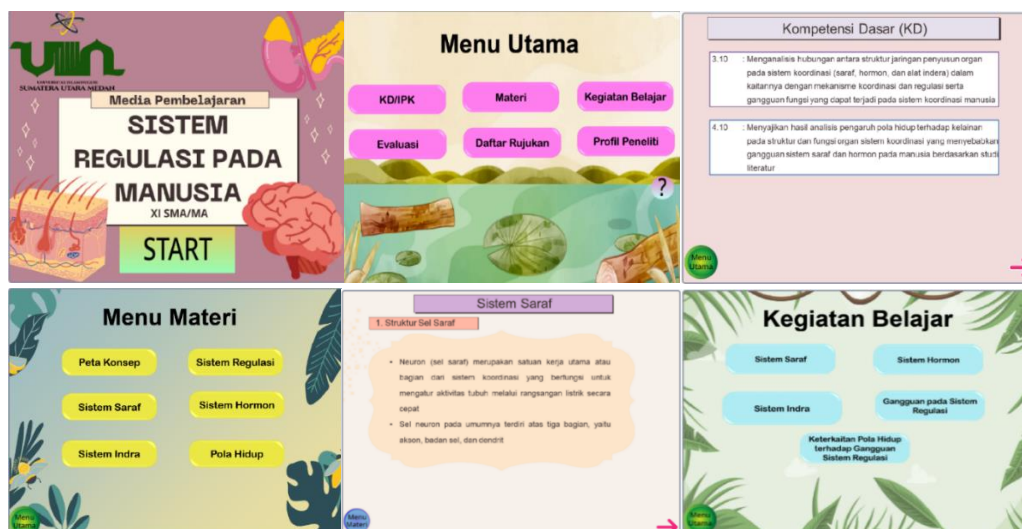 UIN
UNIVERSITAS ISLAM NEGERI
SUMATERA UTARA MEDAN
Media Pembelajaran
SISTEM
REGULASI PADA
MANUSIA
XI SMA/MA
START
Menu Utama
KD/IPK
Materi
Kegiatan Belajar
Evaluasi
Daftar Rujukan
Profil Peneliti
?
Kompetensi Dasar (KD)
3.10 : Menganalisis hubungan antara struktur jaringan penyusun organ
pada sistem koordinasi (saraf, hormon, dan alat indera) dalam
kaitannya dengan mekanisme koordinasi dan regulasi serta
gangguan fungsi yang dapat terjadi pada sistem koordinasi manusia
4.10 : Menyajikan hasil analisis pengaruh pola hidup terhadap kelainan
pada struktur dan fungsi organ sistem koordinasi yang menyebabkan
gangguan sistem saraf dan hormon pada manusia berdasarkan studi
literatur
Menu
Utama
Menu Materi
Peta Konsep
Sistem Regulasi
Sistem Saraf
Sistem Hormon
Sistem Indra
Pola Hidup
Menu
Utama
Sistem Saraf
1. Struktur Sel Saraf
• Neuron (sel saraf) merupakan satuan kerja utama atau
bagian dari sistem koordinasi yang berfungsi untuk
mengatur aktivitas tubuh melalui rangsangan listrik secara
cepat
• Sel neuron pada umumnya terdiri atas tiga bagian, yaitu
akson, badan sel, dan dendrit
Menu
Materi
Kegiatan Belajar
Sistem Saraf
Sistem Hormon
Sistem Indra
Gangguan pada Sistem
Regulasi
Keterkaitan Pola Hidup
terhadap Gangguan
Sistem Regulasi
Menu
Utama